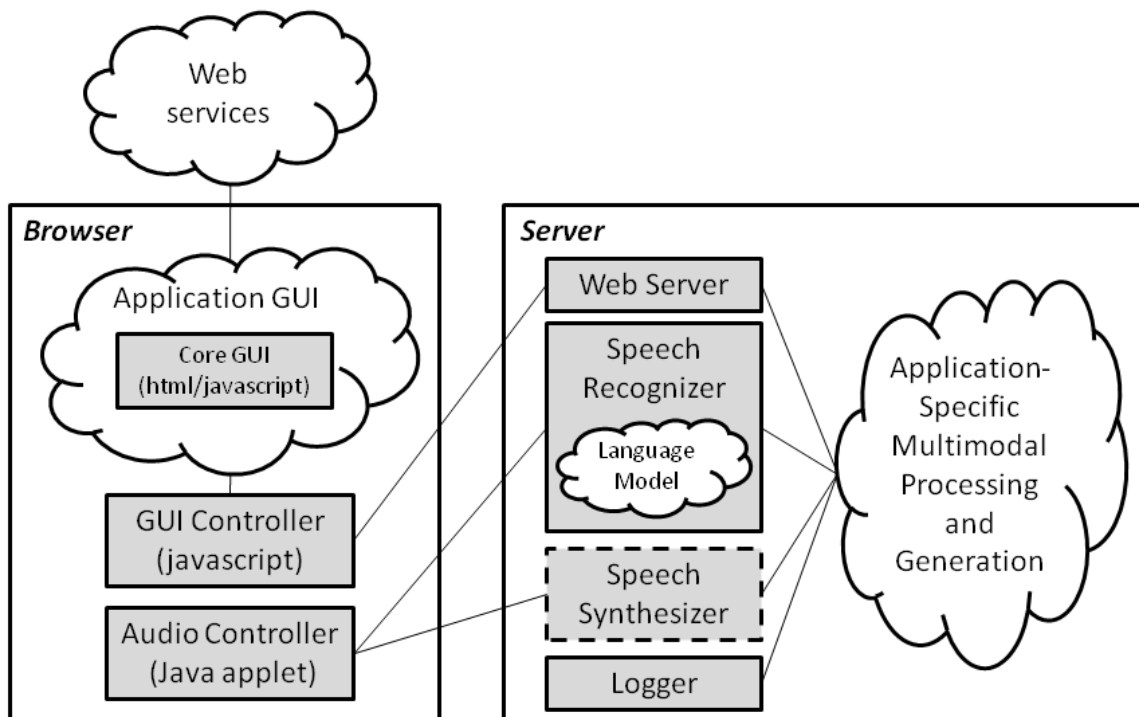 Web
services
Browser
Application GUI
Core GUI
(html/javascript)
GUI Controller
(javascript)
Audio Controller
(Java applet)
Server
Web Server
Speech
Recognizer
Language
Model
Speech
Synthesizer
Logger
Application-
Specific
Multimodal
Processing
and
Generation